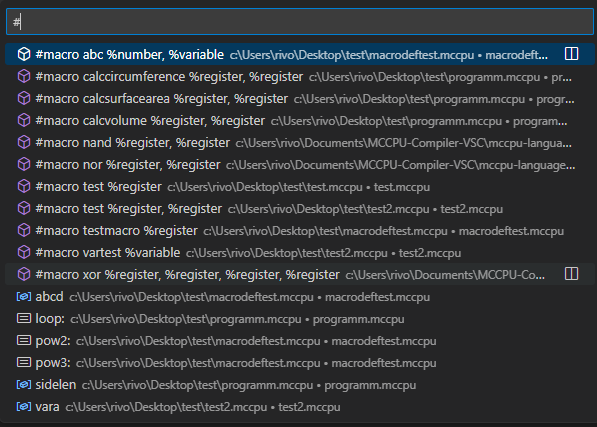 #
#macro abc %number, %variable c:\Users\rivo\Desktop\test\macrodeftest.mccpu • macrodeft...
#macro calccircumference %register, %register c:\Users\rivo\Desktop\test\programm.mccpu • pr...
#macro calcsurfacearea %register, %register c:\Users\rivo\Desktop\test\programm.mccpu • progr...
#macro calcvolume %register, %register c:\Users\rivo\Desktop\test\programm.mccpu • programm...
#macro nand %register, %register c:\Users\rivo\Documents\MCCPU-Compiler-VSC\mccpu-language...
#macro nor %register, %register c:\Users\rivo\Documents\MCCPU-Compiler-VSC\mccpu-language...
#macro test %register c:\Users\rivo\Desktop\test\test.mccpu • test.mccpu
#macro test %register, %register c:\Users\rivo\Desktop\test\test2.mccpu • test2.mccpu
#macro testmacro %register c:\Users\rivo\Desktop\test\macrodeftest.mccpu • macrodeftest.mccpu
#macro vartest %variable c:\Users\rivo\Desktop\test\test2.mccpu • test2.mccpu
#macro xor %register, %register, %register, %register c:\Users\rivo\Documents\MCCPU-Co...
abcd c:\Users\rivo\Desktop\test\macrodeftest.mccpu • macrodeftest.mccpu
loop: c:\Users\rivo\Desktop\test\programm.mccpu • programm.mccpu
pow2: c:\Users\rivo\Desktop\test\macrodeftest.mccpu • macrodeftest.mccpu
pow3: c:\Users\rivo\Desktop\test\macrodeftest.mccpu • macrodeftest.mccpu
sidelen c:\Users\rivo\Desktop\test\programm.mccpu • programm.mccpu
vara c:\Users\rivo\Desktop\test\test2.mccpu • test2.mccpu